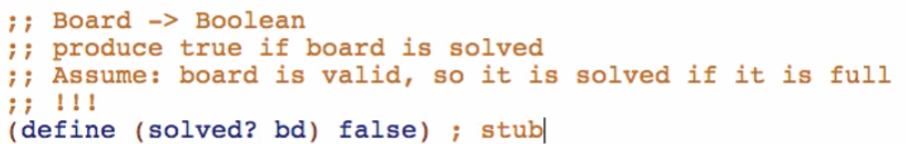 ;; Board -> Boolean
;; produce true if board is solved
;; Assume: board is valid, so it is solved if it is full
;; !!!
(define (solved? bd) false) ; stub